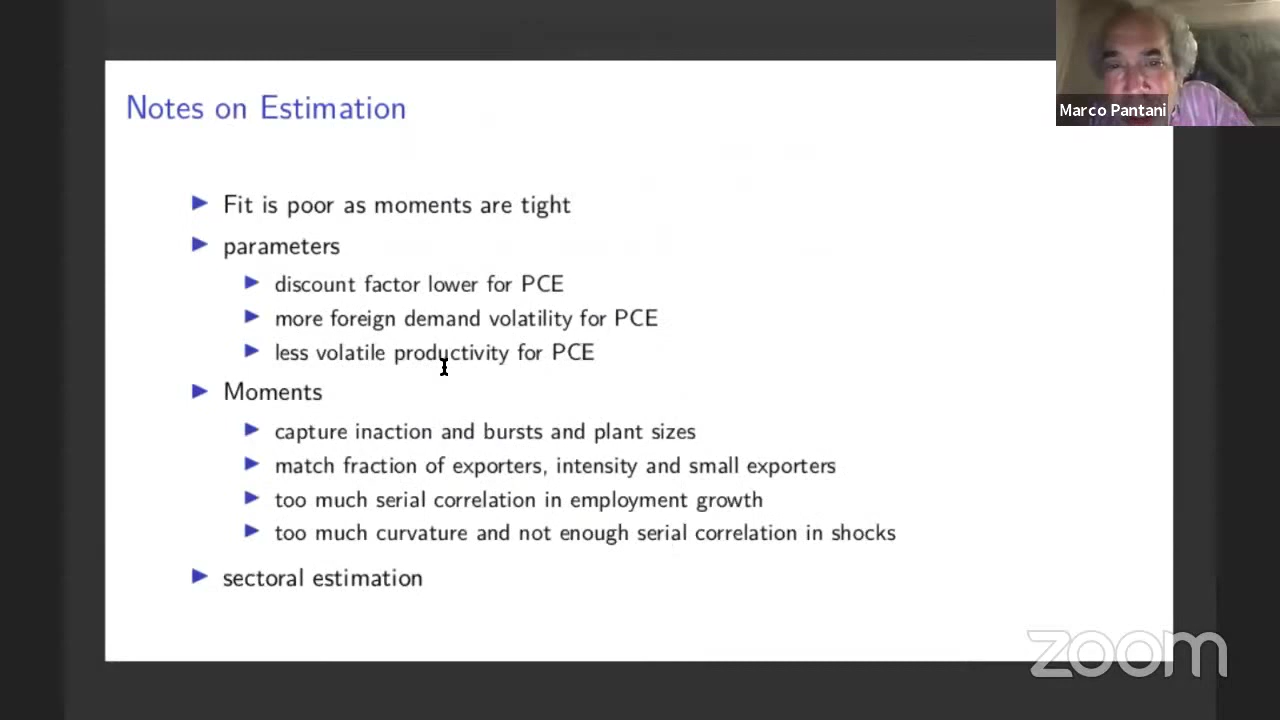 Marco Pantani
Notes on Estimation
Fit is poor as moments are tight
parameters
discount factor lower for PCE
more foreign demand volatility for PCE
less volatile productivity for PCE
Moments
capture inaction and bursts and plant sizes
match fraction of exporters, intensity and small exporters
too much serial correlation in employment growth
too much curvature and not enough serial correlation in shocks
sectoral estimation
zoom